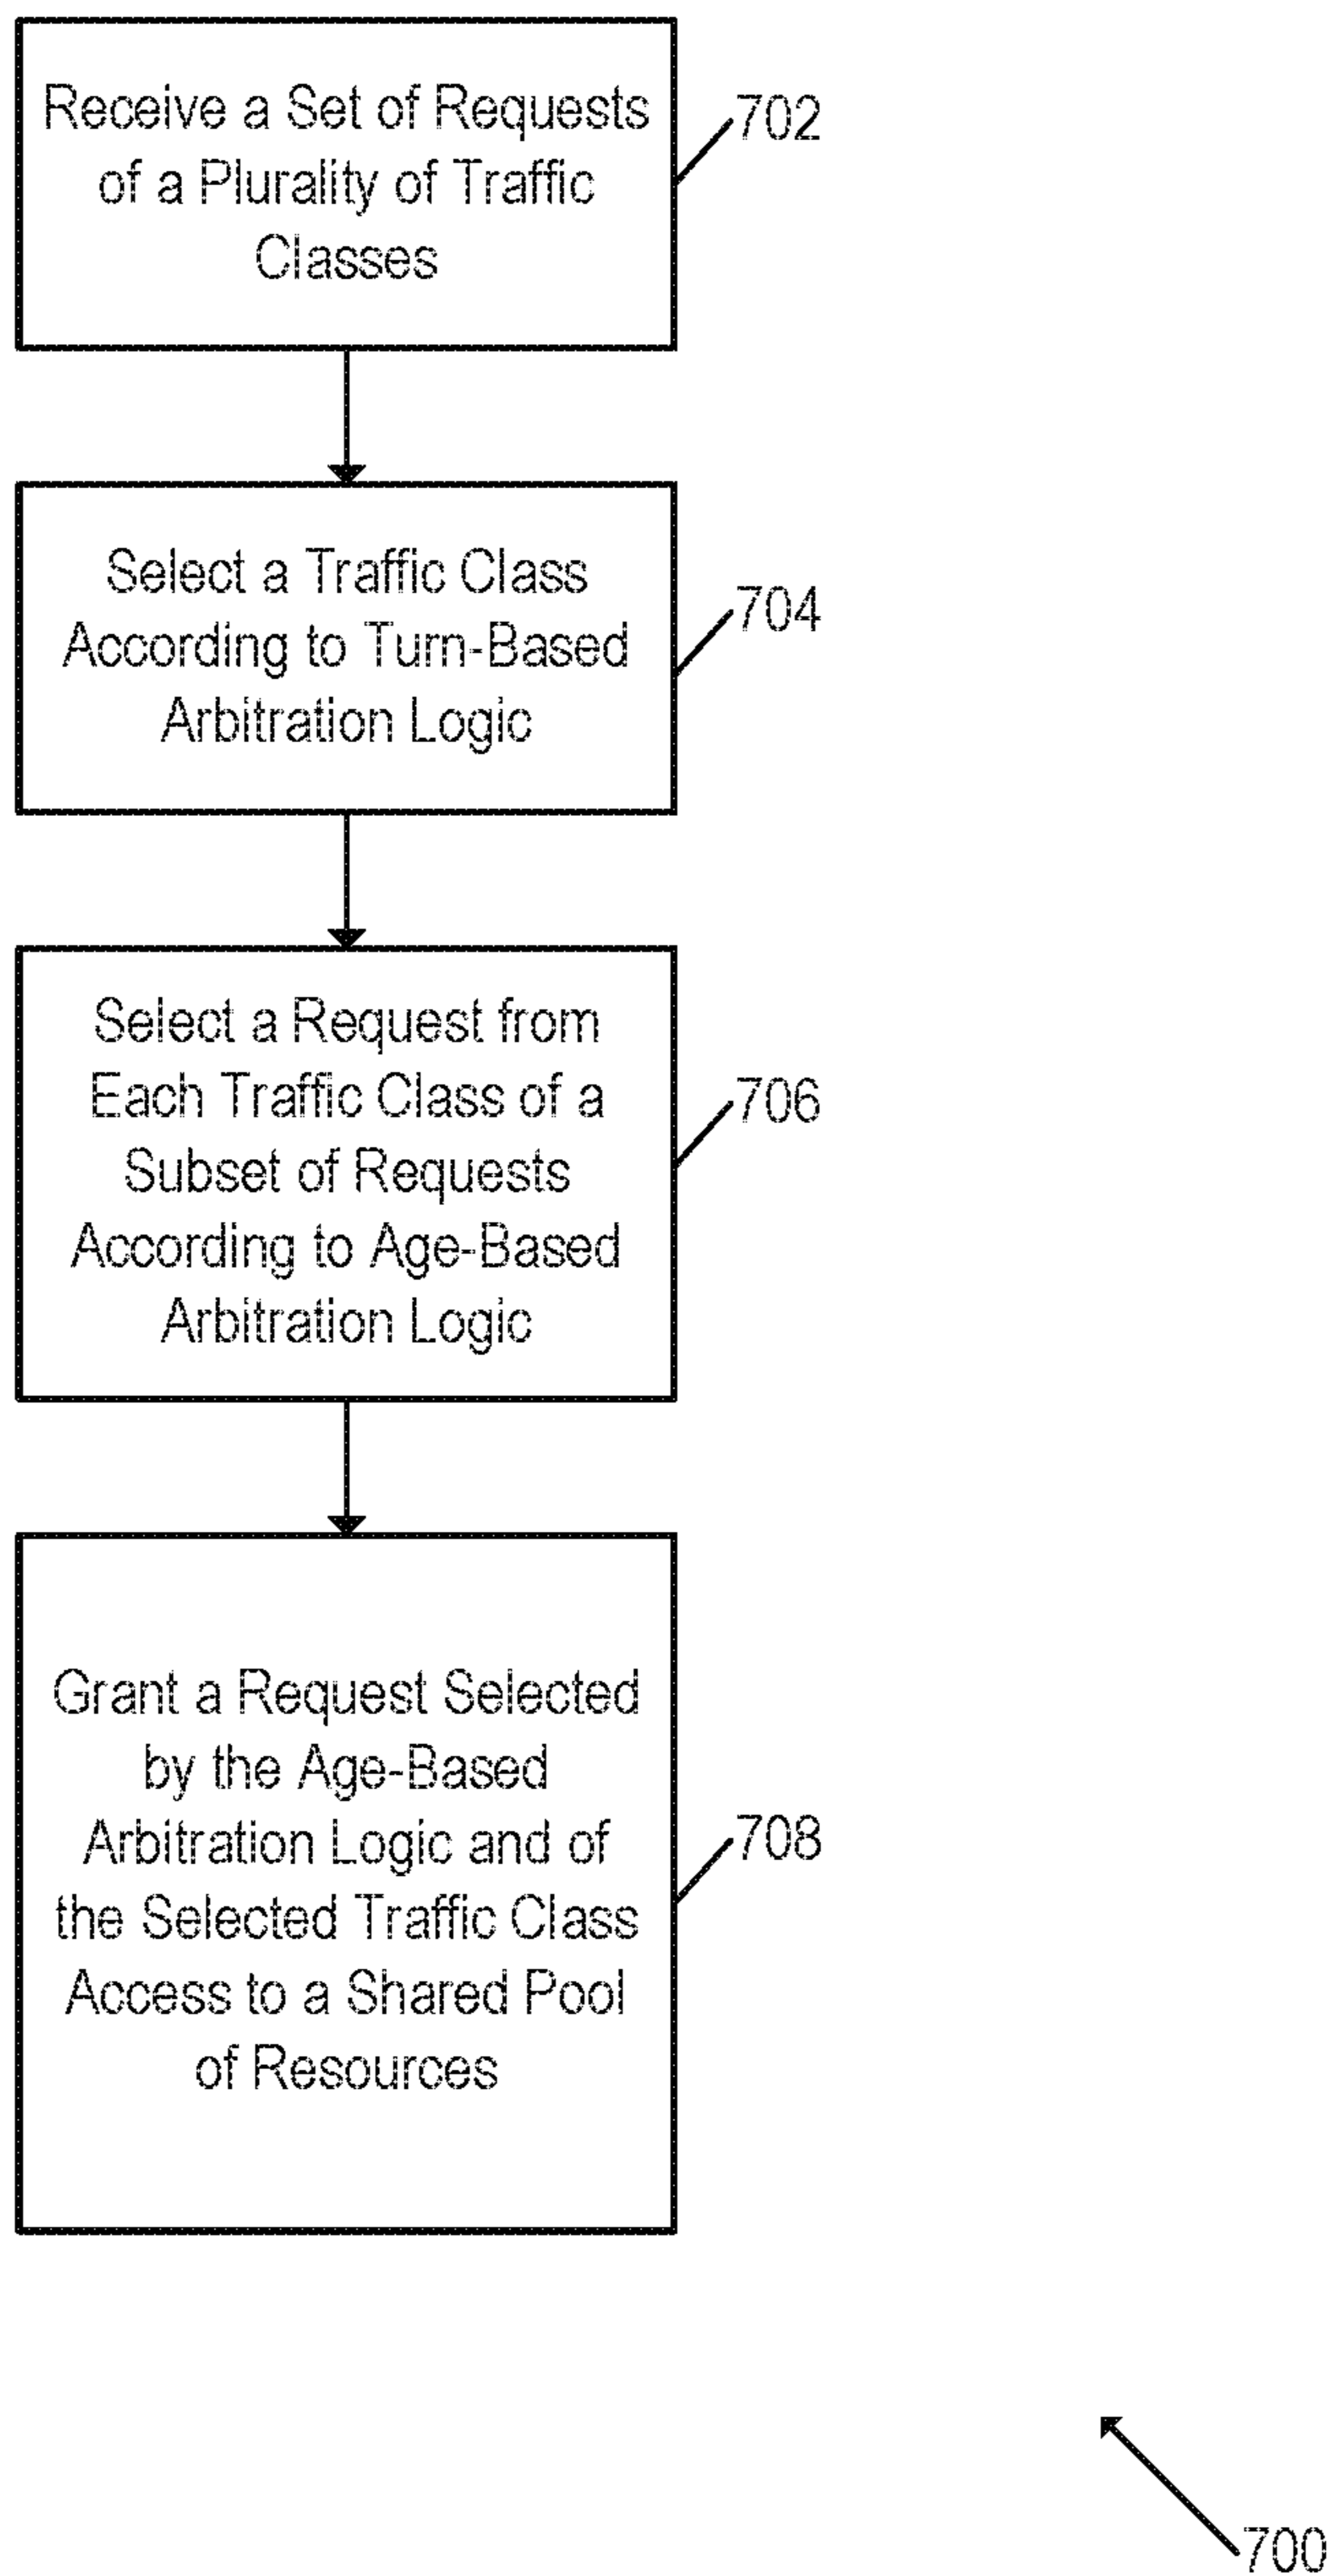 Receive a Set of Requests
of a Plurality of Traffic
Classes
702
Select a Traffic Class
According to Turn-Based
Arbitration Logic
704
Select a Request from
Each Traffic Class of a
Subset of Requests
According to Age-Based
Arbitration Logic
706
Grant a Request Selected
by the Age-Based
Arbitration Logic and of
the Selected Traffic Class
Access to a Shared Pool
of Resources
708
700